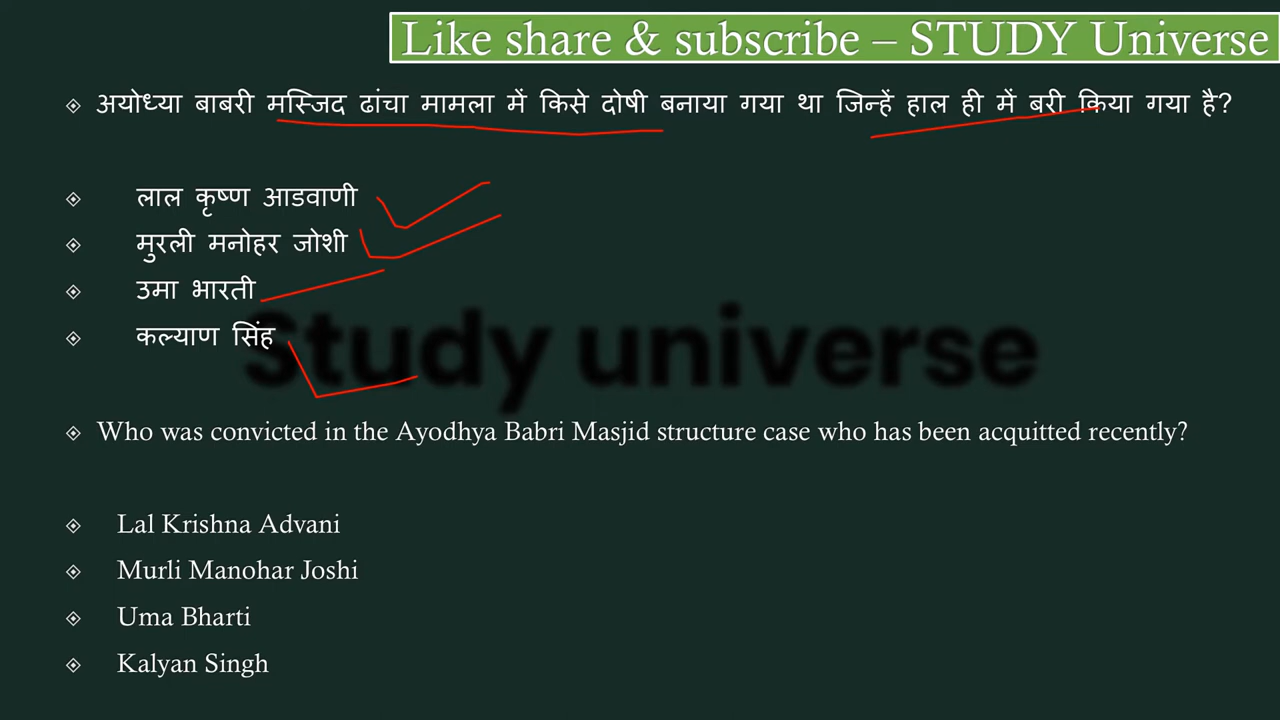 Like share & subscribe – STUDY Universe
अयोध्या बाबरी मस्जिद ढांचा मामला में किसे दोषी बनाया गया था जिन्हें हाल ही में बरी किया गया है?
लाल कृष्ण आडवाणी
मुरली मनोहर जोशी
उमा भारती
कल्याण सिंह
Study universe
Who was convicted in the Ayodhya Babri Masjid structure case who has been acquitted recently?
Lal Krishna Advani
Murli Manohar Joshi
Uma Bharti
Kalyan Singh